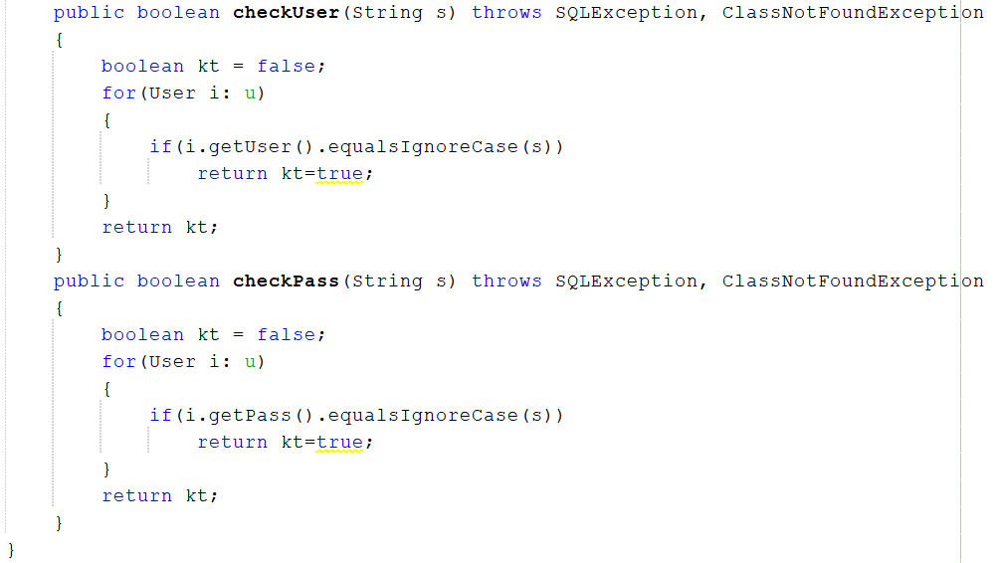 public boolean checkUser(String s) throws SQLException, ClassNotFoundException
{
boolean kt = false;
for(User i: u)
{
if(i.getUser().equalsIgnoreCase(s))
return kt=true;
}
return kt;
}
public boolean checkPass(String s) throws SQLException, ClassNotFoundException
{
boolean kt = false;
for(User i: u)
{
if(i.getPass().equalsIgnoreCase(s))
return kt=true;
}
return kt;
}
}